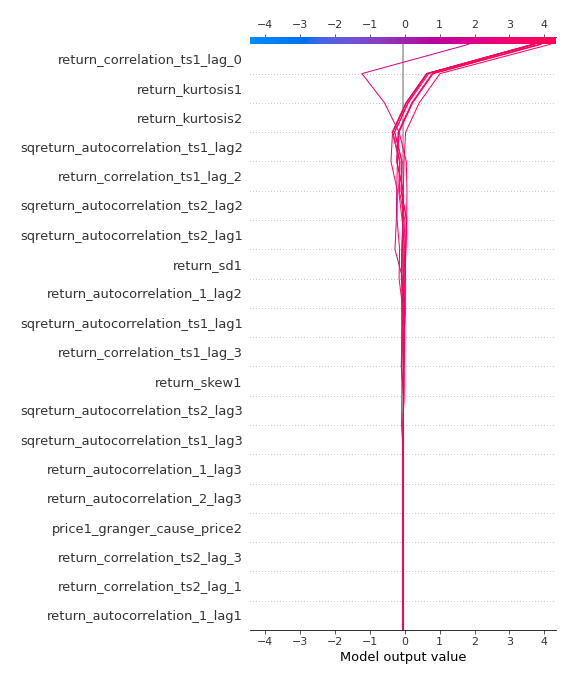 −4 −3 −2 −1 0 1 2 3 4
return_correlation_ts1_lag_0
return_kurtosis1
return_kurtosis2
sqreturn_autocorrelation_ts1_lag2
return_correlation_ts1_lag_2
sqreturn_autocorrelation_ts2_lag2
sqreturn_autocorrelation_ts2_lag1
return_sd1
return_autocorrelation_1_lag2
sqreturn_autocorrelation_ts1_lag1
return_correlation_ts1_lag_3
return_skew1
sqreturn_autocorrelation_ts2_lag3
sqreturn_autocorrelation_ts1_lag3
return_autocorrelation_1_lag3
return_autocorrelation_2_lag3
price1_granger_cause_price2
return_correlation_ts2_lag_3
return_correlation_ts2_lag_1
return_autocorrelation_1_lag1
−4 −3 −2 −1 0 1 2 3 4
Model output value